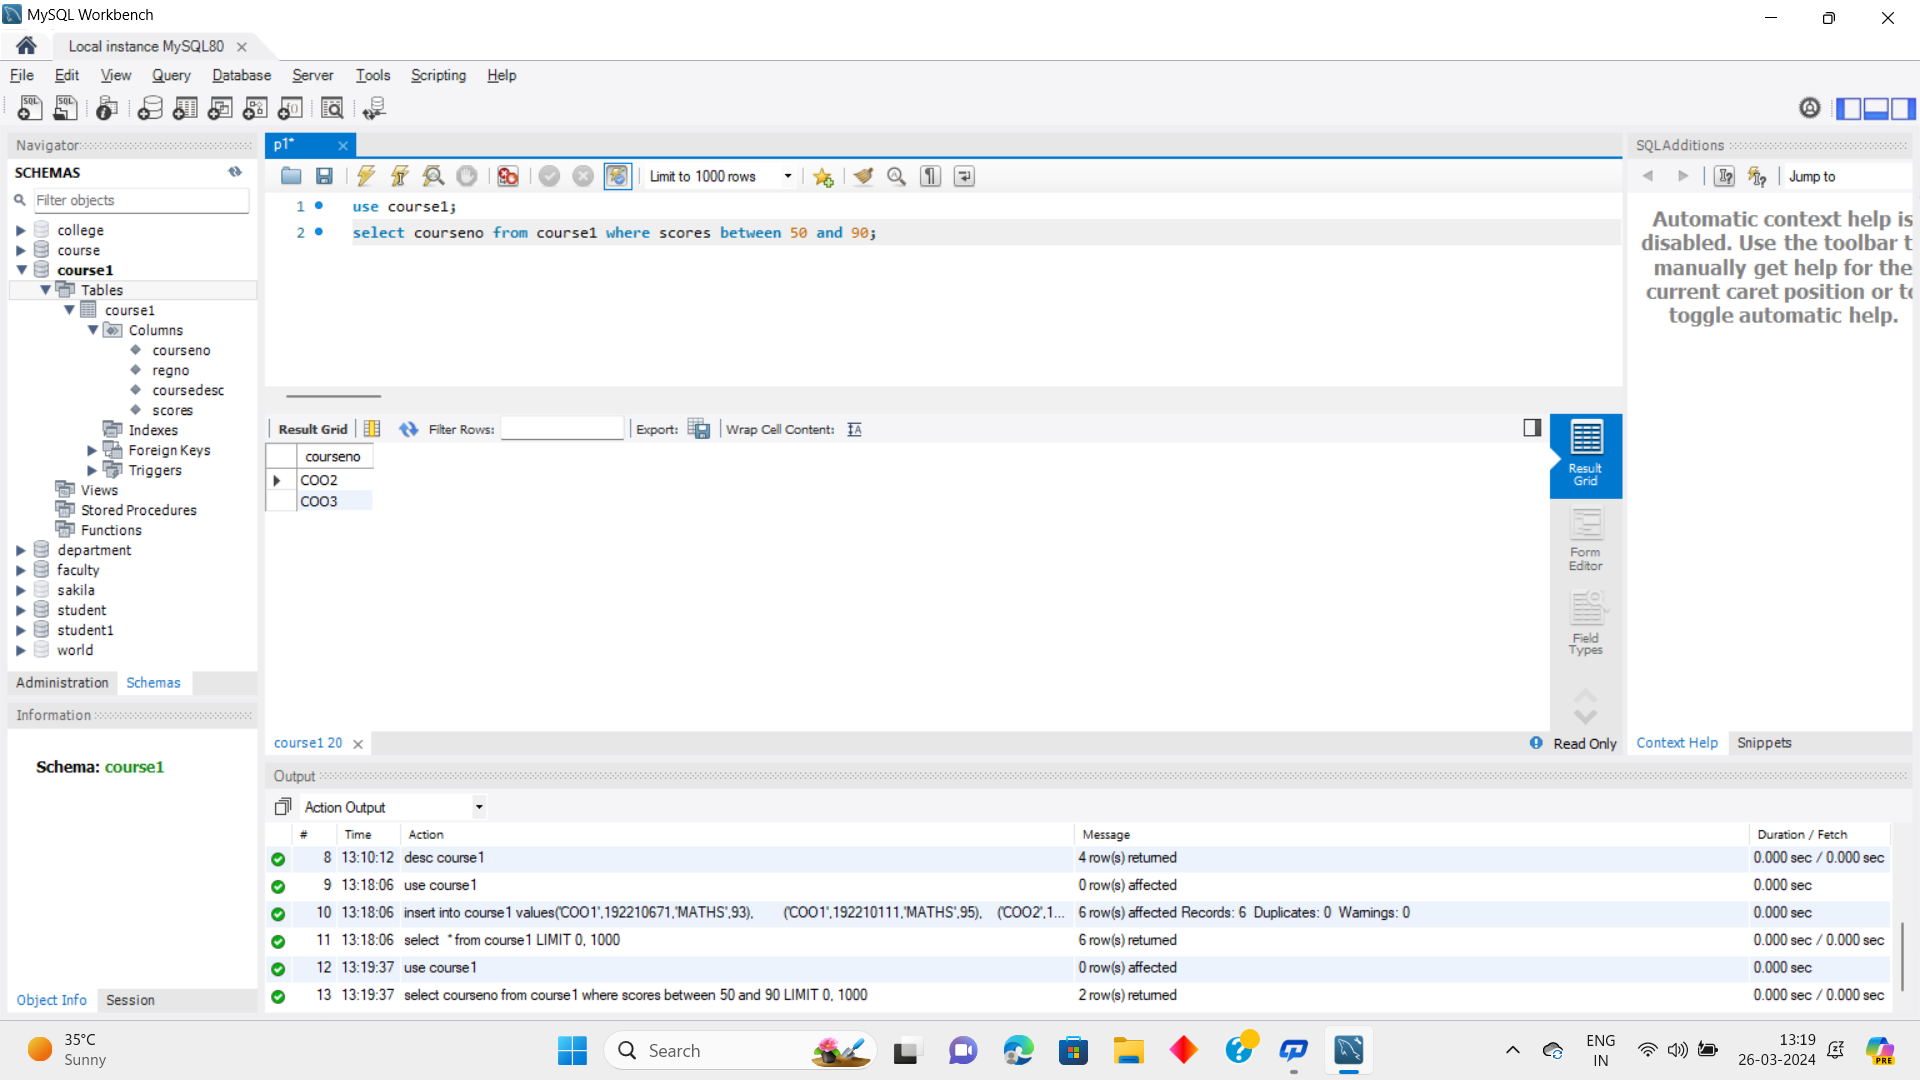 MySQL Workbench
Local instance MySQL80
File Edit View Query Database Server Tools Scripting Help
Navigator
SCHEMAS
Filter objects
college
course
course1
Tables
course1
Columns
courseno
regno
coursedesc
scores
Indexes
Foreign Keys
Triggers
Views
Stored Procedures
Functions
department
faculty
sakila
student
student1
world
Administration Schemas
Information
Schema: course1
Object Info Session
p1*
Limit to 1000 rows
1 use course1;
2 select courseno from course1 where scores between 50 and 90;
Result Grid Filter Rows: Export: Wrap Cell Content:
courseno
COO2
COO3
Result
Grid
Form
Editor
Field
Types
course1 20
Read Only
SQLAdditions
Jump to
Automatic context help is
disabled. Use the toolbar t
manually get help for the
current caret position or to
toggle automatic help.
Context Help Snippets
Output
Action Output
# Time Action Message Duration / Fetch
8 13:10:12 desc course1 4 row(s) returned 0.000 sec / 0.000 sec
9 13:18:06 use course1 0 row(s) affected 0.000 sec
10 13:18:06 insert into course1 values('COO1',192210671,'MATHS',93), ('COO1',192210111,'MATHS',95), ('COO2',1... 6 row(s) affected Records: 6 Duplicates: 0 Warnings: 0 0.000 sec
11 13:18:06 select * from course1 LIMIT 0, 1000 6 row(s) returned 0.000 sec / 0.000 sec
12 13:19:37 use course1 0 row(s) affected 0.000 sec
13 13:19:37 select courseno from course1 where scores between 50 and 90 LIMIT 0, 1000 2 row(s) returned 0.000 sec / 0.000 sec
35°C
Sunny
Search
ENG
IN
13:19
26-03-2024
PRE